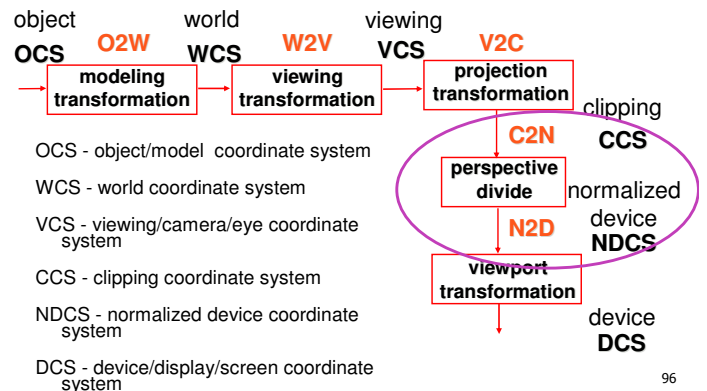 object
OCS
O2W
world
WCS
W2V
viewing
VCS
V2C
modeling
transformation
viewing
transformation
projection
transformation
clipping
CCS
C2N
perspective
divide
normalized
device
NDCS
N2D
viewport
transformation
device
DCS
OCS - object/model coordinate system
WCS - world coordinate system
VCS - viewing/camera/eye coordinate
system
CCS - clipping coordinate system
NDCS - normalized device coordinate
system
DCS - device/display/screen coordinate
system
96